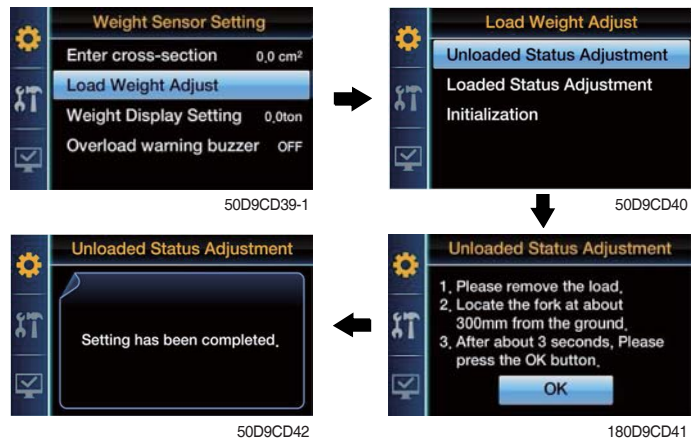 Weight Sensor Setting
Enter cross-section 0,0 cm²
Load Weight Adjust
Weight Display Setting 0,0ton
Overload warning buzzer OFF
50D9CD39-1
Load Weight Adjust
Unloaded Status Adjustment
Loaded Status Adjustment
Initialization
50D9CD40
Unloaded Status Adjustment
1. Please remove the load.
2. Locate the fork at about
300mm from the ground.
3. After about 3 seconds, Please
press the OK button.
OK
180D9CD41
Unloaded Status Adjustment
Setting has been completed.
50D9CD42